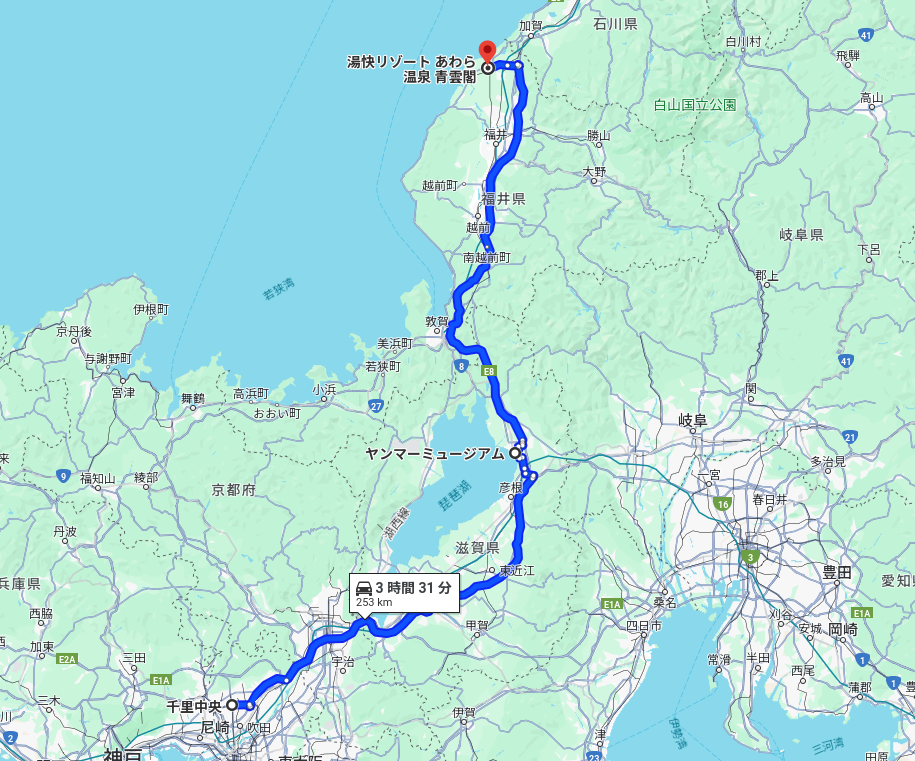 加賀
石川県
白川村
41
飛騨
湯快リゾート あわら
温泉 青雲閣
高山
白山国立公園
福井
勝山
大野
越前町
福井県
越前
岐阜県
南越前町
下呂
郡上
若狭湾
伊根町
京丹後
敦賀
美浜町
与謝野町
若狭町
8
E8
41
宮津
舞鶴
高浜町
小浜
おおい町
27
関
岐阜
21
ヤンマーミュージアム
多治見
来
9
福知山
綾部
京都府
彦根
一宮
春日井
琵琶湖
16
湖西線
丹波
滋賀県
3
東近江
兵庫県
豊田
愛知県
3 時間 31 分
253 km
E1A
桑名
E1A
西脇
甲賀
四日市
刈谷
安城
岡崎
加東
E2A
三田
宇治
常滑
半田
1
西尾
E1A
1
蒲郡
三木
千里中央
吹田
尼崎
伊賀
川
2
神戸
東大阪
津
伊勢湾
三河湾
23
田原